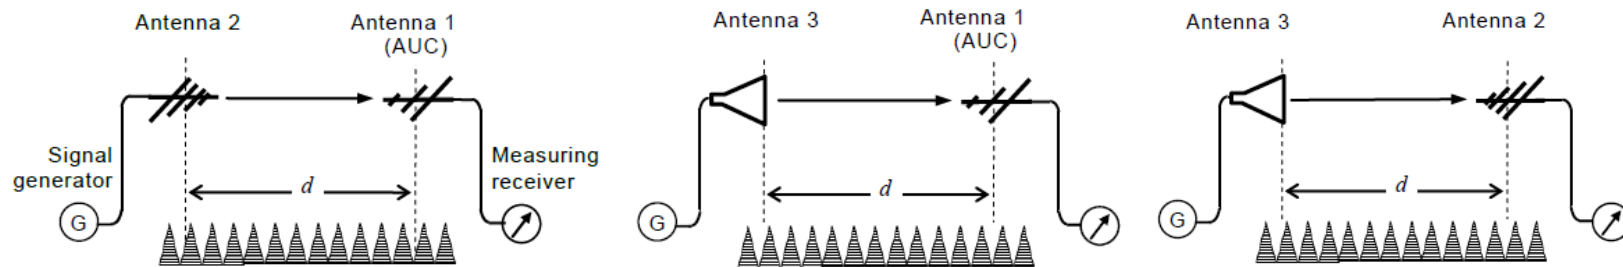 Antenna 2
Antenna 1
(AUC)
Signal
generator
Measuring
receiver
d
G
Antenna 3
Antenna 1
(AUC)
d
G
Antenna 3
Antenna 2
d
G